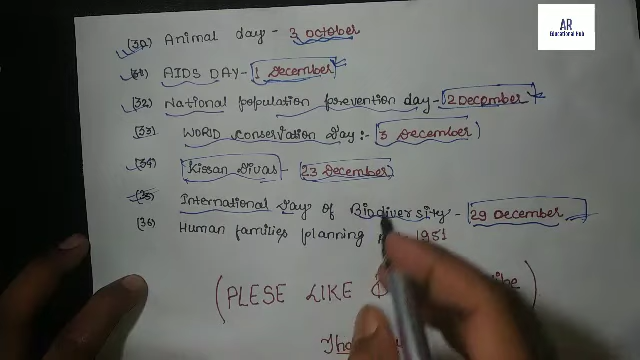 (30) Animal day - 3 october
(31) AIDS DAY - 1 December
(32) National population prevention day - 2 December
(33) WORLD conservation Day :- 3 December
(34) Kissan Divas - 23 December
(35) International Day of Biodiversity - 29 December
(36) Human families planning 1951
(PLESE LIKE &
AR
Educational Hub